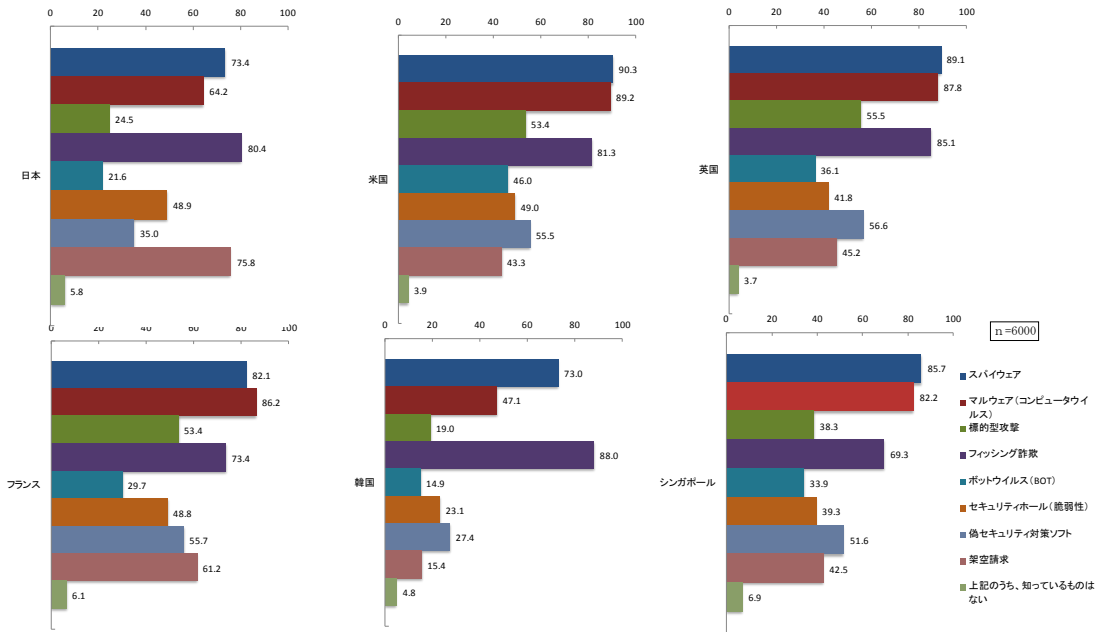 0 20 40 60 80 100
73.4
64.2
24.5
80.4
日本
21.6
48.9
35.0
75.8
5.8
0 20 40 60 80 100
90.3
89.2
53.4
81.3
米国
46.0
49.0
55.5
43.3
3.9
0 20 40 60 80 100
89.1
87.8
55.5
85.1
英国
36.1
41.8
56.6
45.2
3.7
0 20 40 60 80 100
82.1
86.2
53.4
73.4
フランス
29.7
48.8
55.7
61.2
6.1
0 20 40 60 80 100
73.0
47.1
19.0
88.0
韓国
14.9
23.1
27.4
15.4
4.8
0 20 40 60 80 100
85.7
82.2
38.3
69.3
シンガポール
33.9
39.3
51.6
42.5
6.9
n=6000
スパイウェア
マルウェア(コンピュータウイ
ルス)
標的型攻撃
フィッシング詐欺
ボットウイルス(BOT)
セキュリティホール(脆弱性)
偽セキュリティ対策ソフト
架空請求
上記のうち、知っているものは
ない